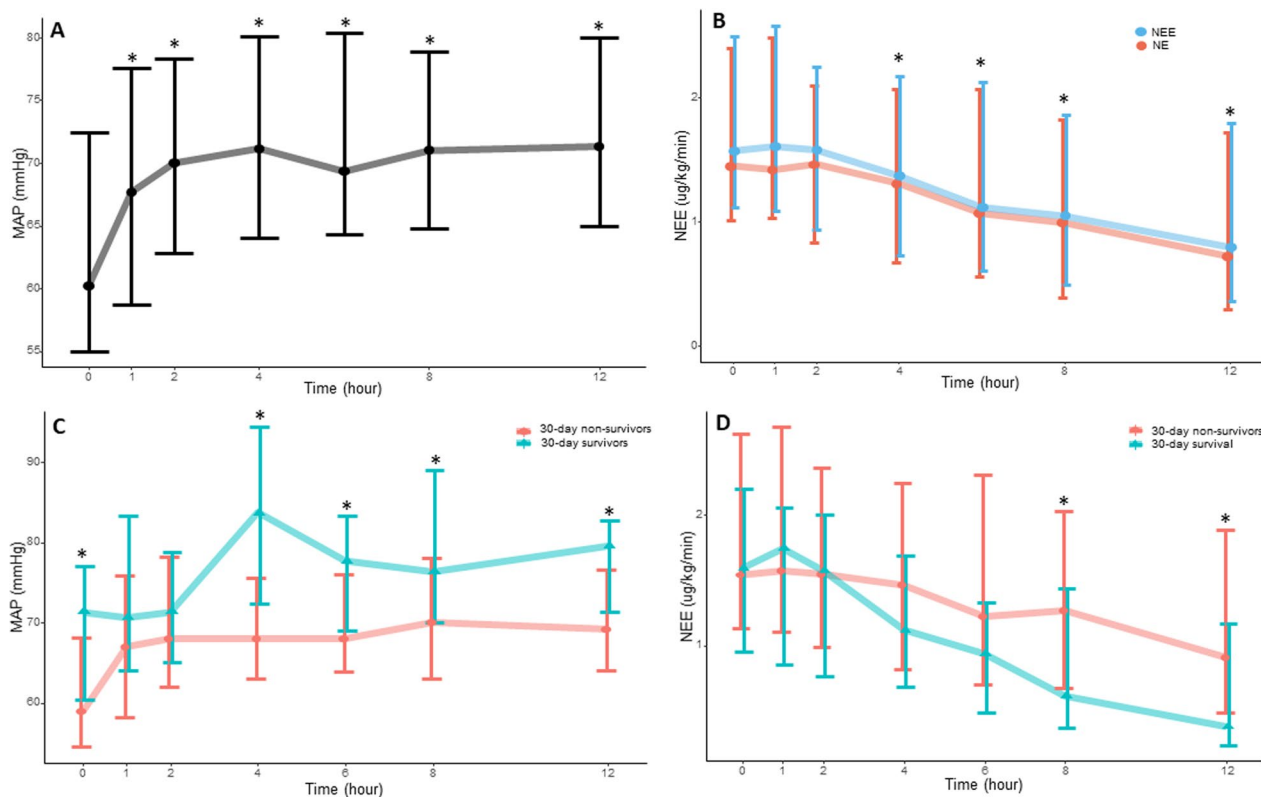 A
MAP (mmHg)
80
75
70
65
60
55
* * * * * *
0 1 2 4 6 8 12
Time (hour)
B
NEE
NE
NEE (ug/kg/min)
2
1
0
* * * *
0 1 2 4 6 8 12
Time (hour)
C
30-day non-survivors
30-day survivors
MAP (mmHg)
90
80
70
60
* * * * *
0 1 2 4 6 8 12
Time (hour)
D
30-day non-survivors
30-day survival
NEE (ug/kg/min)
2
1
* *
0 1 2 4 6 8 12
Time (hour)